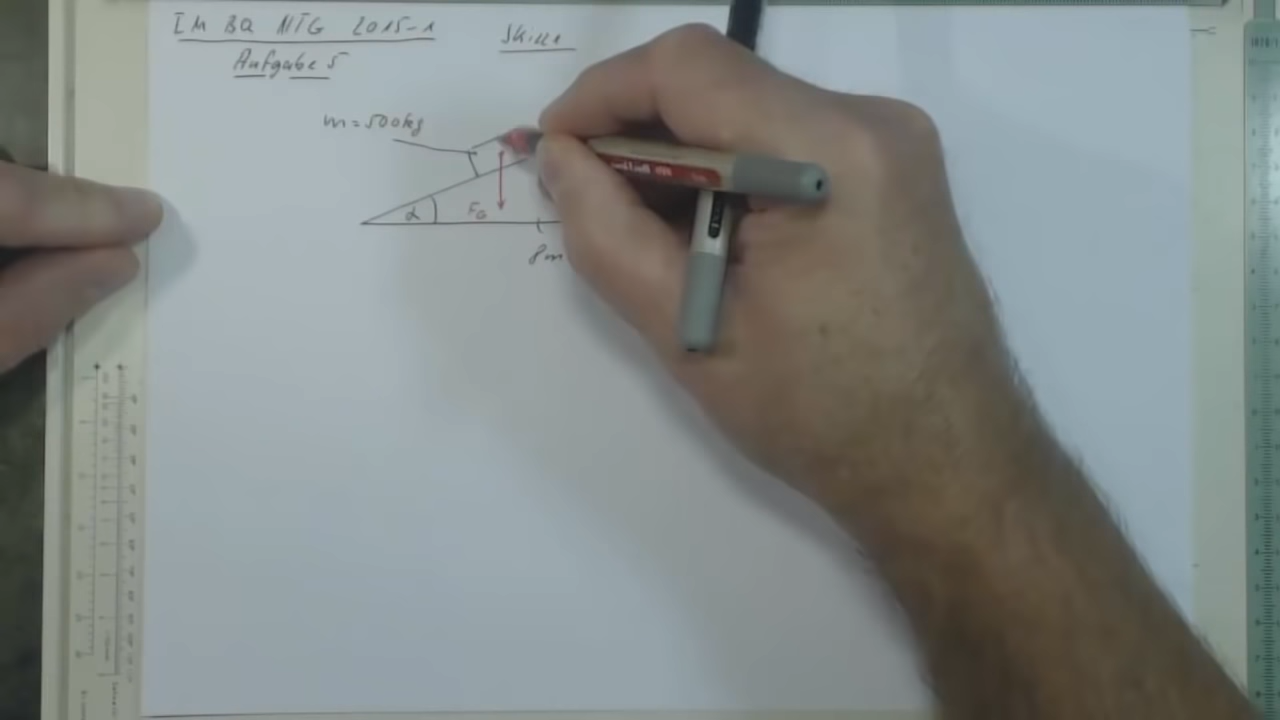 IM BQ NTG 2015-1
Skizze
Aufgabe 5
m = 500kg
α
FG
8m